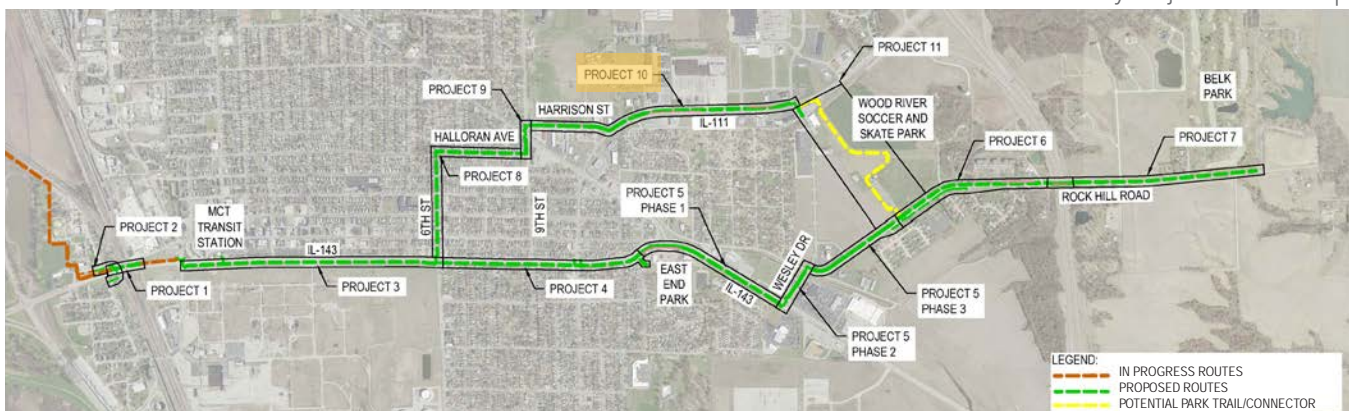 PROJECT 11
PROJECT 10
BELK
PARK
PROJECT 9
HARRISON ST
WOOD RIVER
SOCCER AND
SKATE PARK
IL-111
HALLORAN AVE
PROJECT 6
PROJECT 7
PROJECT 8
PROJECT 5
PHASE 1
ROCK HILL ROAD
MCT
TRANSIT
STATION
6TH ST
9TH ST
PROJECT 2
IL-143
WESLEY DR
EAST
END
PARK
PROJECT 1
PROJECT 3
PROJECT 4
IL-143
PROJECT 5
PHASE 3
PROJECT 5
PHASE 2
LEGEND:
IN PROGRESS ROUTES
PROPOSED ROUTES
POTENTIAL PARK TRAIL/CONNECTOR